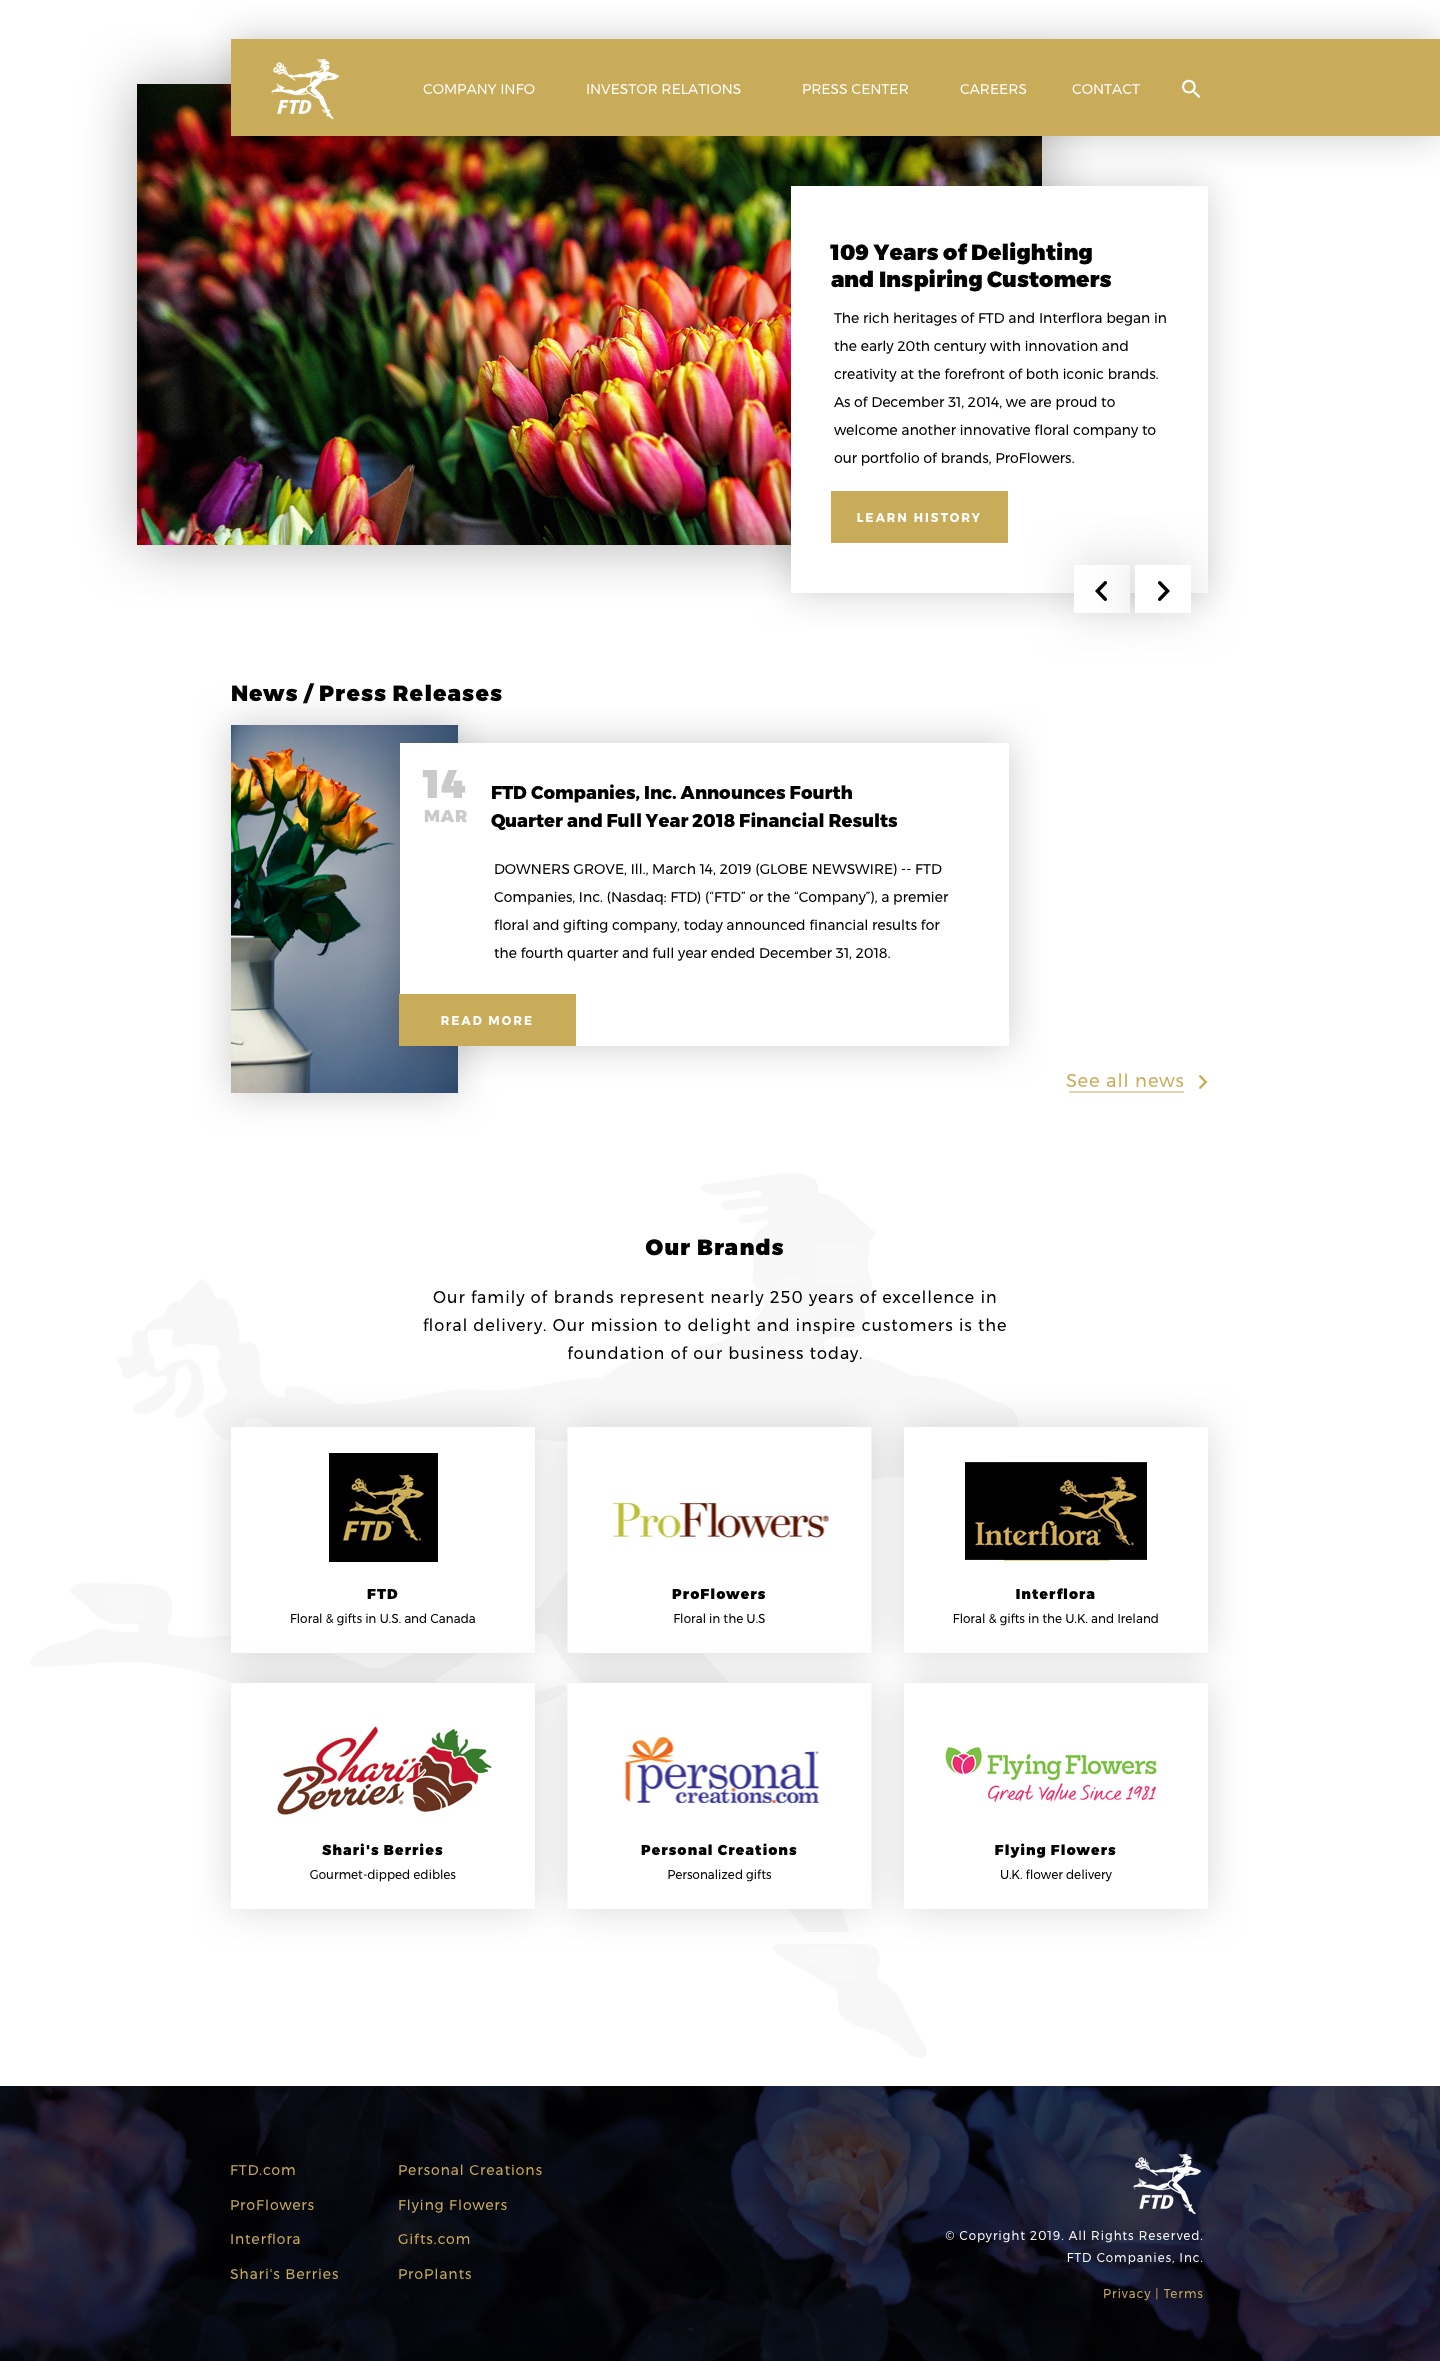 FTD
COMPANY INFO
INVESTOR RELATIONS
PRESS CENTER
CAREERS
CONTACT
109 Years of Delighting
and Inspiring Customers
The rich heritages of FTD and Interflora began in
the early 20th century with innovation and
creativity at the forefront of both iconic brands.
As of December 31, 2014, we are proud to
welcome another innovative floral company to
our portfolio of brands, ProFlowers.
LEARN HISTORY
News / Press Releases
14
MAR
FTD Companies, Inc. Announces Fourth
Quarter and Full Year 2018 Financial Results
DOWNERS GROVE, Ill., March 14, 2019 (GLOBE NEWSWIRE) -- FTD
Companies, Inc. (Nasdaq: FTD) (“FTD” or the “Company”), a premier
floral and gifting company, today announced financial results for
the fourth quarter and full year ended December 31, 2018.
READ MORE
See all news
Our Brands
Our family of brands represent nearly 250 years of excellence in
floral delivery. Our mission to delight and inspire customers is the
foundation of our business today.
FTD
FTD
Floral & gifts in U.S. and Canada
ProFlowers®
ProFlowers
Floral in the U.S
Interflora
Interflora
Floral & gifts in the U.K. and Ireland
Shari's
Berries®
Shari's Berries
Gourmet-dipped edibles
personal
creations.com
Personal Creations
Personalized gifts
Flying Flowers
Great Value Since 1981
Flying Flowers
U.K. flower delivery
FTD.com
ProFlowers
Interflora
Shari's Berries
Personal Creations
Flying Flowers
Gifts.com
ProPlants
FTD
© Copyright 2019. All Rights Reserved.
FTD Companies, Inc.
Privacy | Terms